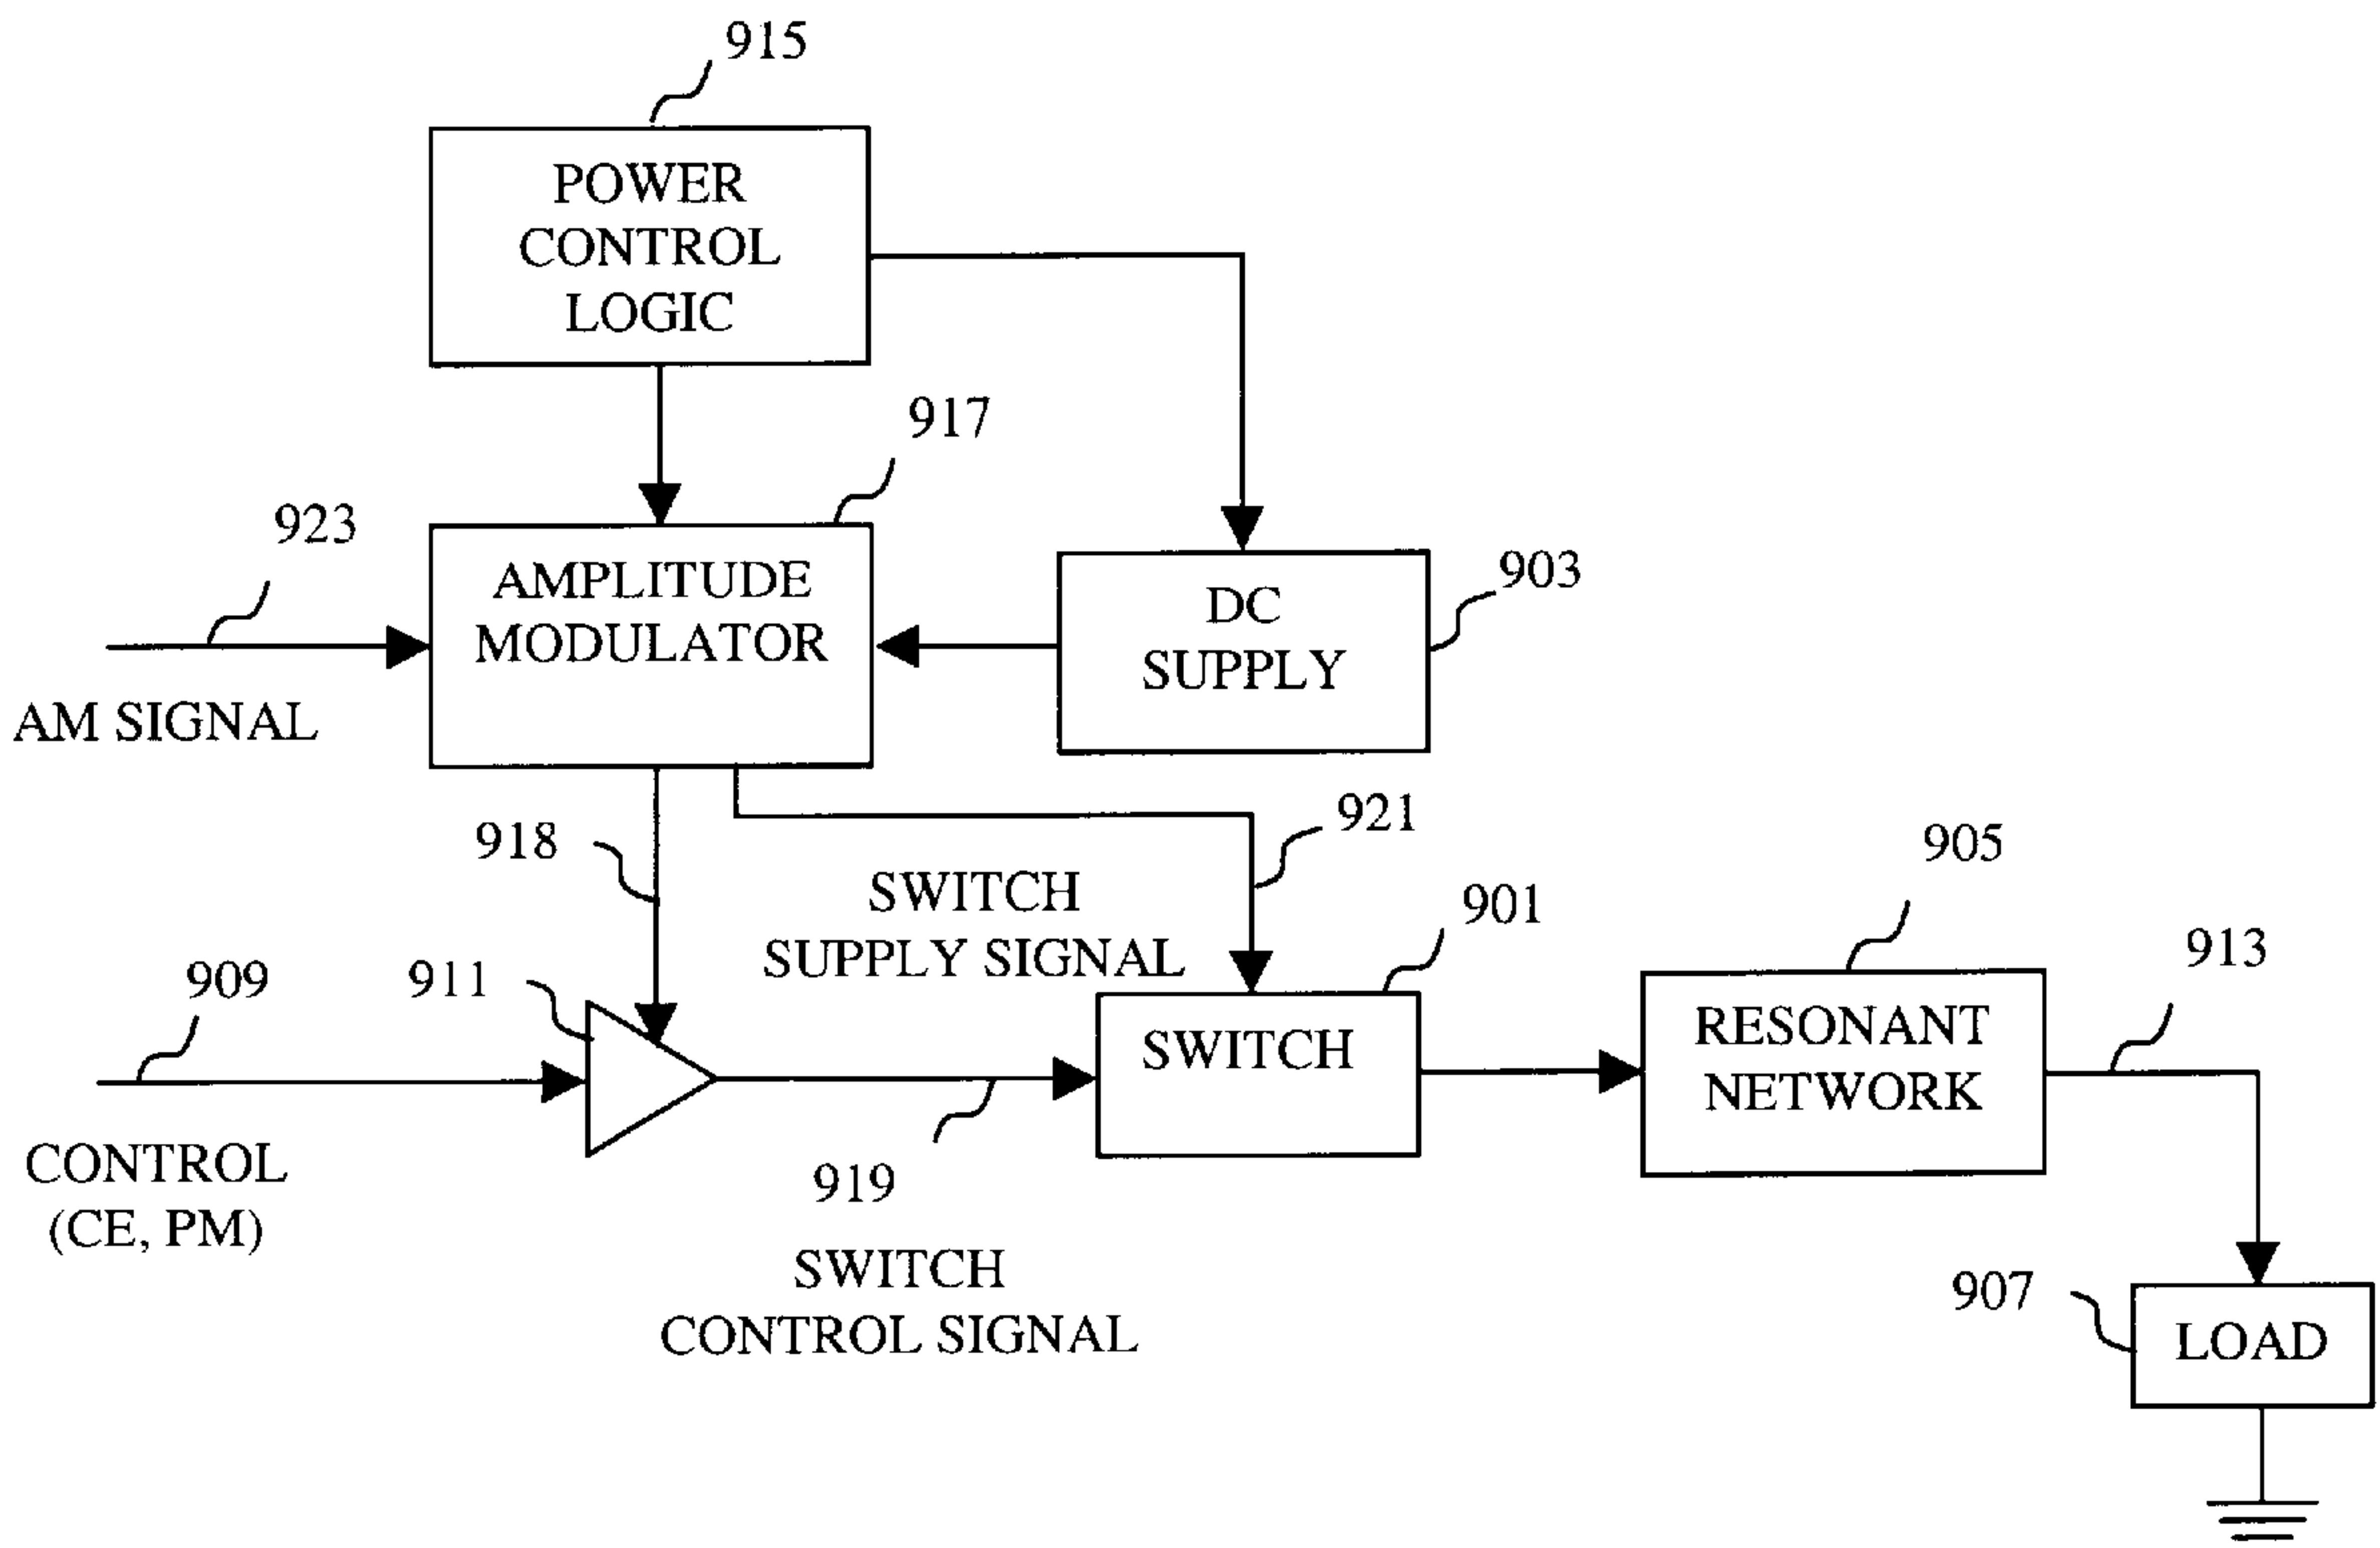 915
POWER
CONTROL
LOGIC
917
923
AMPLITUDE
MODULATOR
903
DC
SUPPLY
AM SIGNAL
918
921
SWITCH
SUPPLY SIGNAL
905
901
913
909
911
SWITCH
RESONANT
NETWORK
CONTROL
(CE, PM)
919
SWITCH
CONTROL SIGNAL
907
LOAD